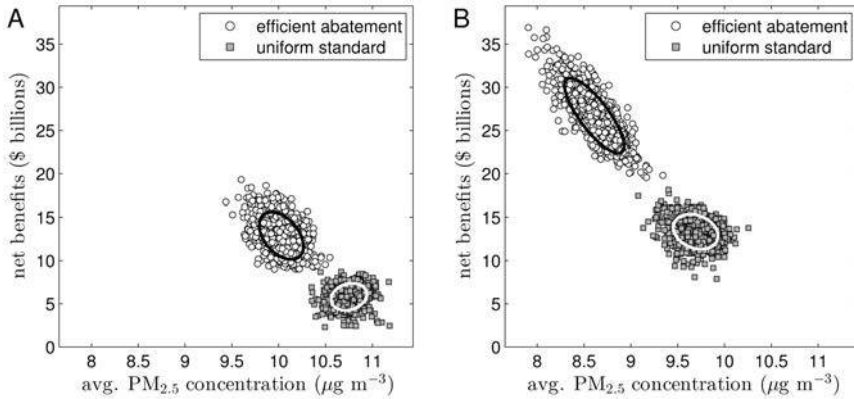 A
efficient abatement
uniform standard
35
30
25
20
15
10
5
0
net benefits ($ billions)
8 8.5 9 9.5 10 10.5 11
avg. PM2.5 concentration (μg m−3)
B
efficient abatement
uniform standard
35
30
25
20
15
10
5
0
net benefits ($ billions)
8 8.5 9 9.5 10 10.5 11
avg. PM2.5 concentration (μg m−3)